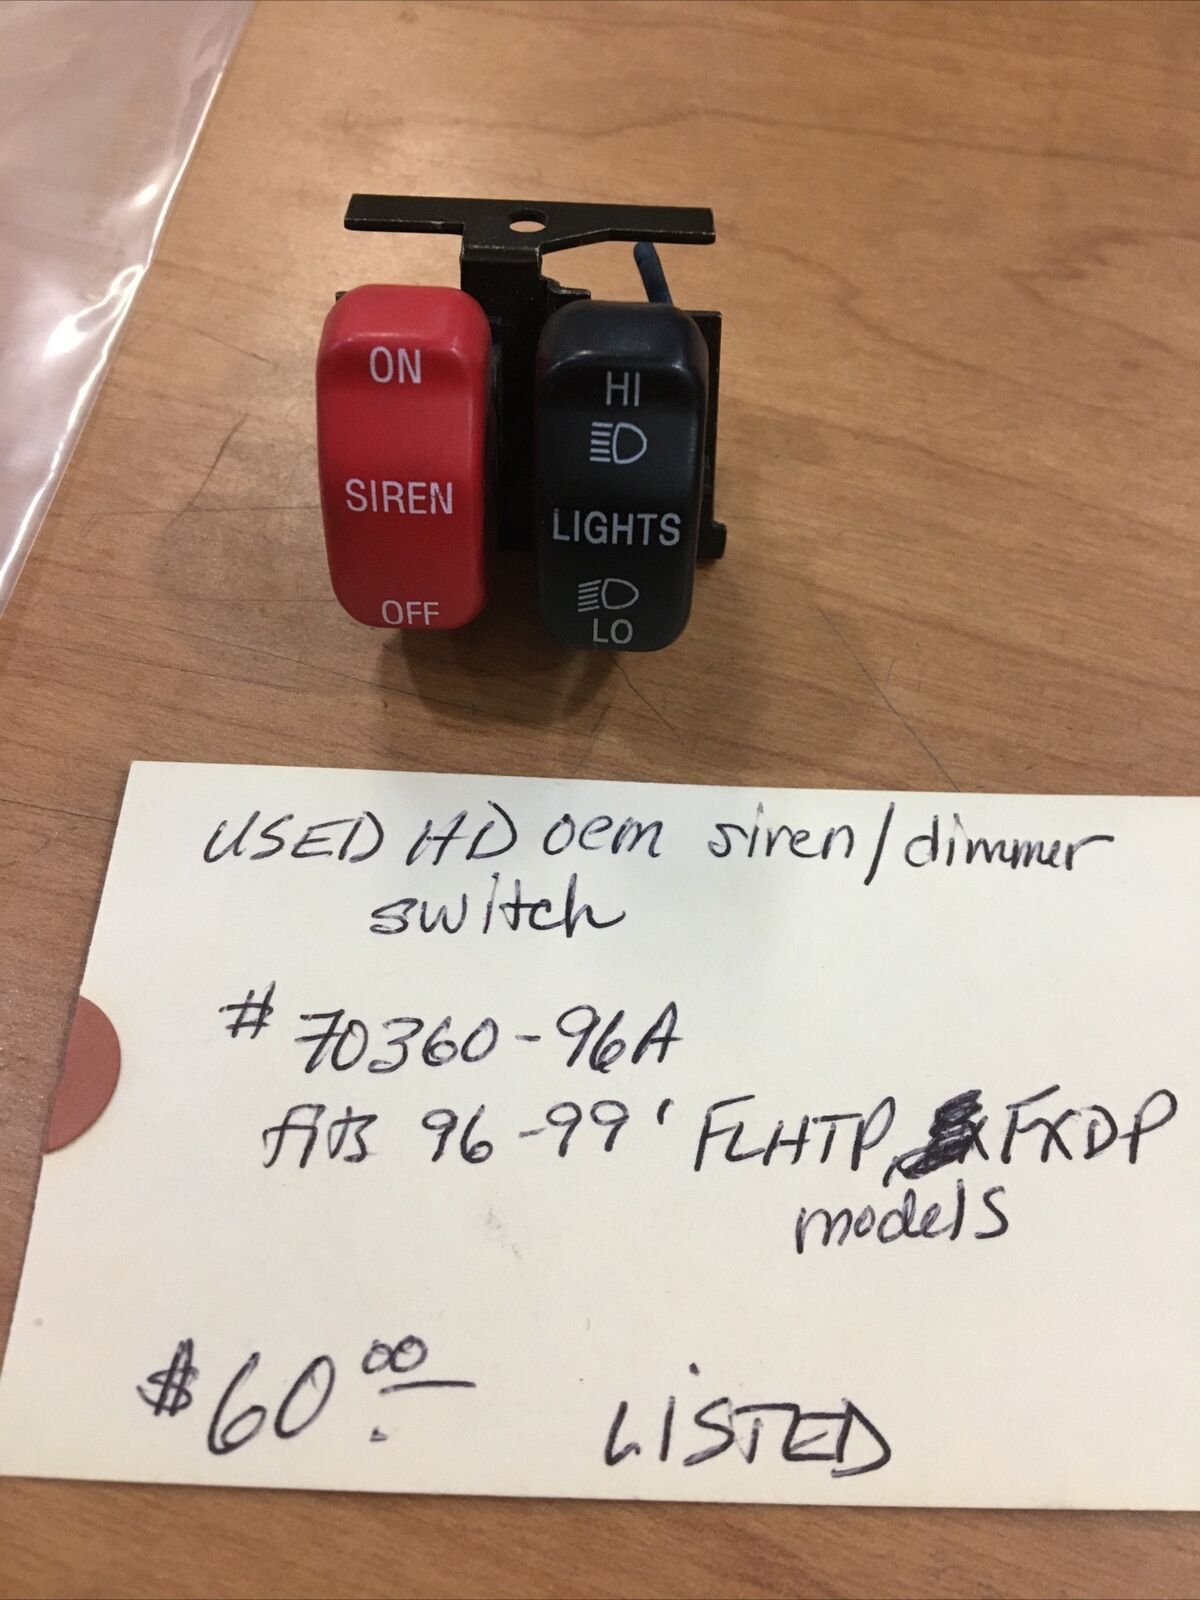 ON
SIREN
OFF
HI
LIGHTS
LO
USED HD oem siren/dimmer
switch
# 70360-96A
fits 96-99' FLHTP, FXDP
models
$60.00
LISTED